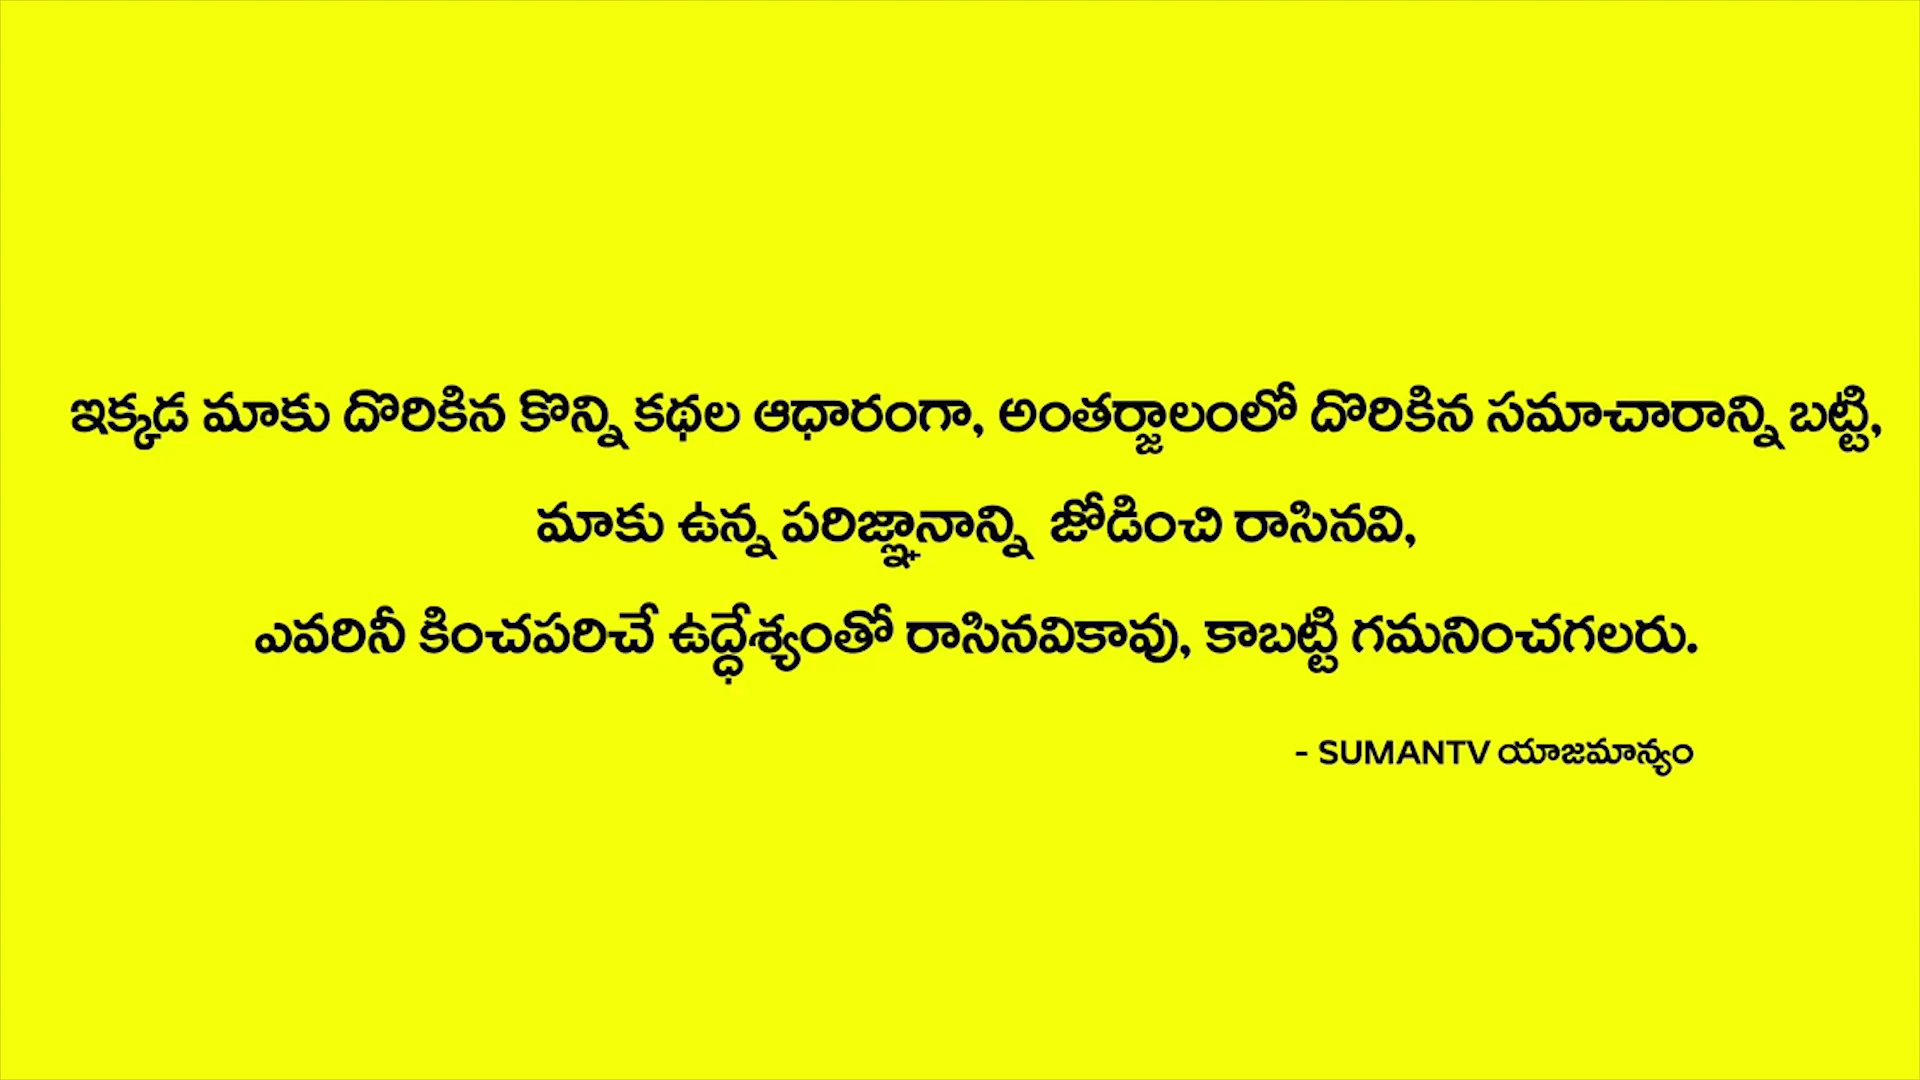 ఇక్కడ మాకు దొరికిన కొన్ని కథల ఆధారంగా, అంతర్జాలంలో దొరికిన సమాచారాన్ని బట్టి,
మాకు ఉన్న పరిజ్ఞానాన్ని జోడించి రాసినవి,
ఎవరినీ కించపరిచే ఉద్ధేశ్యంతో రాసినవికావు, కాబట్టి గమనించగలరు.
- SUMANTV యాజమాన్యం